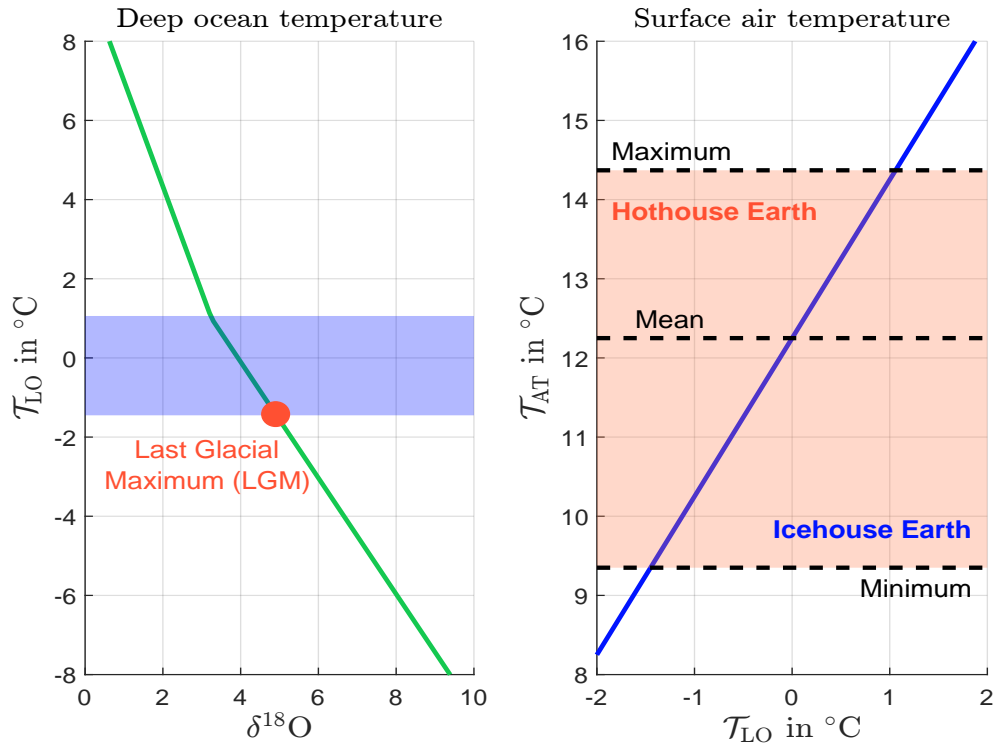 Deep ocean temperature
8
6
4
2
0
-2
-4
-6
-8
𝒯LO in °C
Last Glacial
Maximum (LGM)
0
2
4
6
8
10
δ¹⁸O
Surface air temperature
16
15
14
13
12
11
10
9
8
𝒯AT in °C
Maximum
Hothouse Earth
Mean
Icehouse Earth
Minimum
-2
-1
0
1
2
𝒯LO in °C